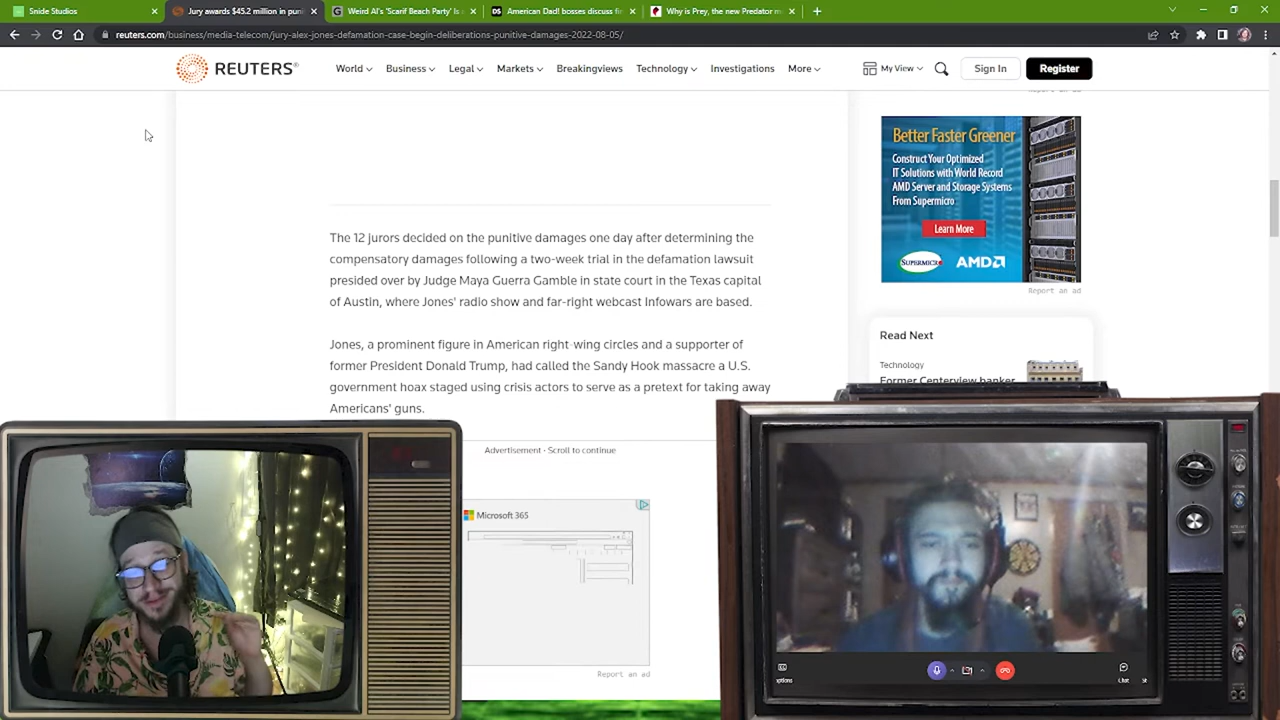 Snide Studios
Jury awards $45.2 million in puni
Weird Al's 'Scarif Beach Party' Is
American Dad! bosses discuss fi
Why is Prey, the new Predator m
reuters.com/business/media-telecom/jury-alex-jones-defamation-case-begin-deliberations-punitive-damages-2022-08-05/
REUTERS®
World Business Legal Markets Breakingviews Technology Investigations More
My View Sign In Register
Report an ad
Better Faster Greener
Construct Your Optimized
IT Solutions with World Record
AMD Server and Storage Systems
From Supermicro
Learn More
SUPERMICRO AMD
Report an ad
The 12 jurors decided on the punitive damages one day after determining the
compensatory damages following a two-week trial in the defamation lawsuit
presided over by Judge Maya Guerra Gamble in state court in the Texas capital
of Austin, where Jones' radio show and far-right webcast Infowars are based.
Read Next
Technology
Former Centerview banker
Jones, a prominent figure in American right-wing circles and a supporter of
former President Donald Trump, had called the Sandy Hook massacre a U.S.
government hoax staged using crisis actors to serve as a pretext for taking away
Americans' guns.
Advertisement · Scroll to continue
Microsoft 365
Report an ad
ptions
Chat